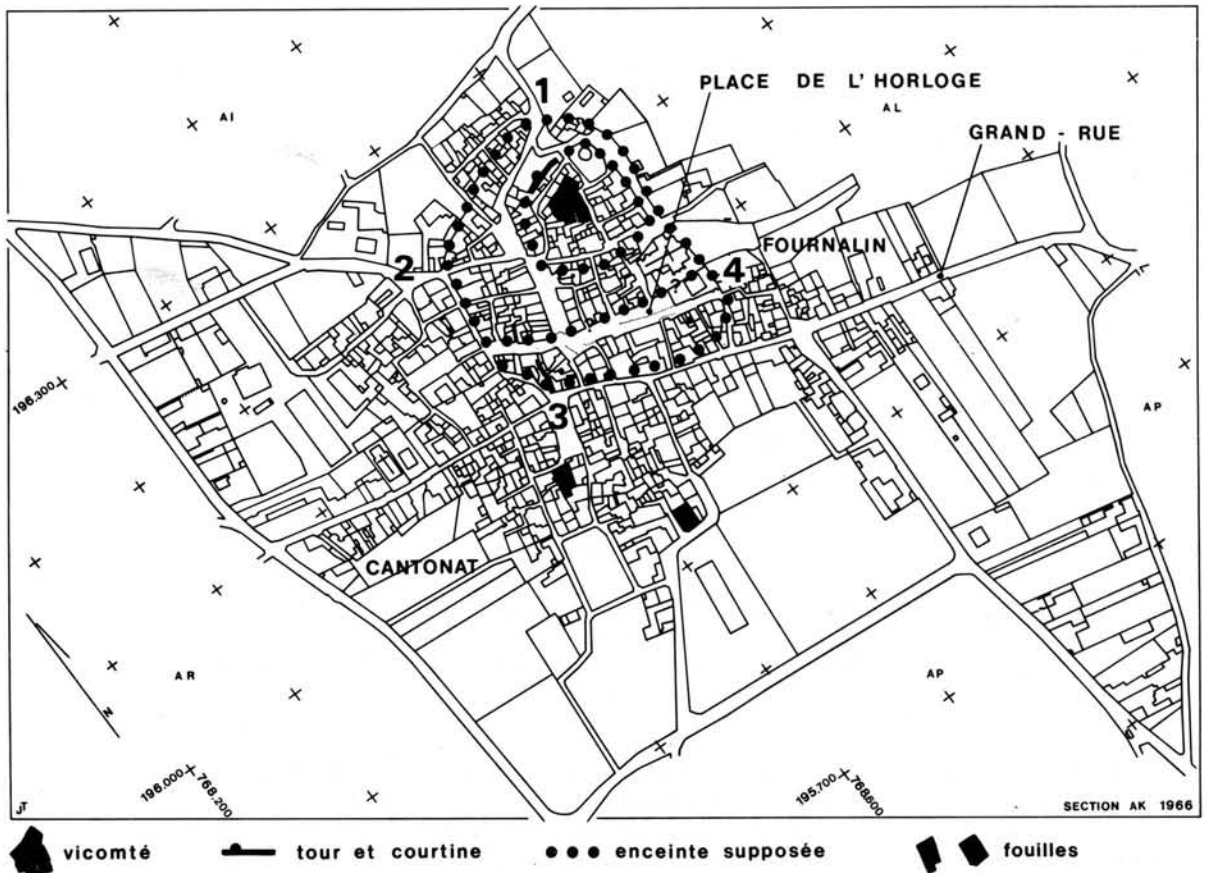 1
PLACE DE L'HORLOGE
AI
AL
GRAND - RUE
2
FOURNALIN
4
?
196.300
3
AP
CANTONAT
AR
AP
N
196.000
768.200
195.700
768.600
JT
SECTION AK 1966
vicomté
tour et courtine
enceinte supposée
fouilles